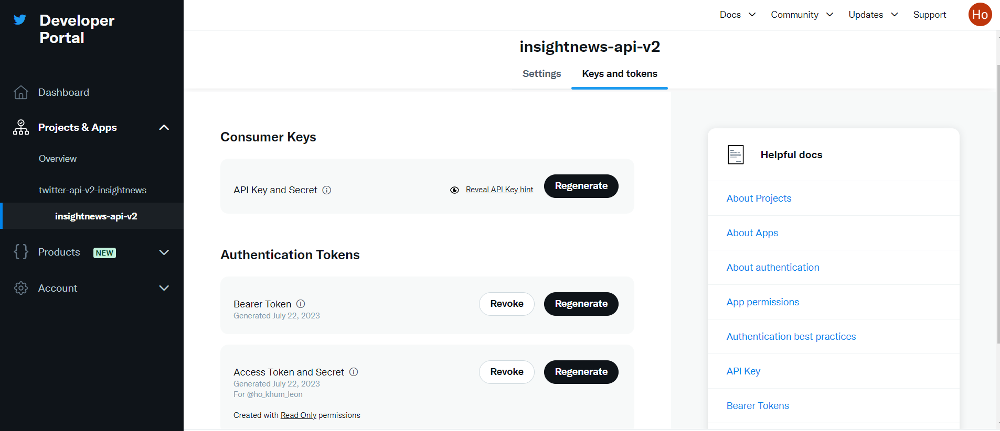 Developer
Portal
Docs
Community
Updates
Support
Ho
insightnews-api-v2
Settings
Keys and tokens
Dashboard
Projects & Apps
Overview
twitter-api-v2-insightnews
insightnews-api-v2
Products NEW
Account
Consumer Keys
API Key and Secret
Reveal API Key hint
Regenerate
Authentication Tokens
Bearer Token
Generated July 22, 2023
Revoke
Regenerate
Access Token and Secret
Generated July 22, 2023
For @ho_khum_leon
Revoke
Regenerate
Created with Read Only permissions
Helpful docs
About Projects
About Apps
About authentication
App permissions
Authentication best practices
API Key
Bearer Tokens